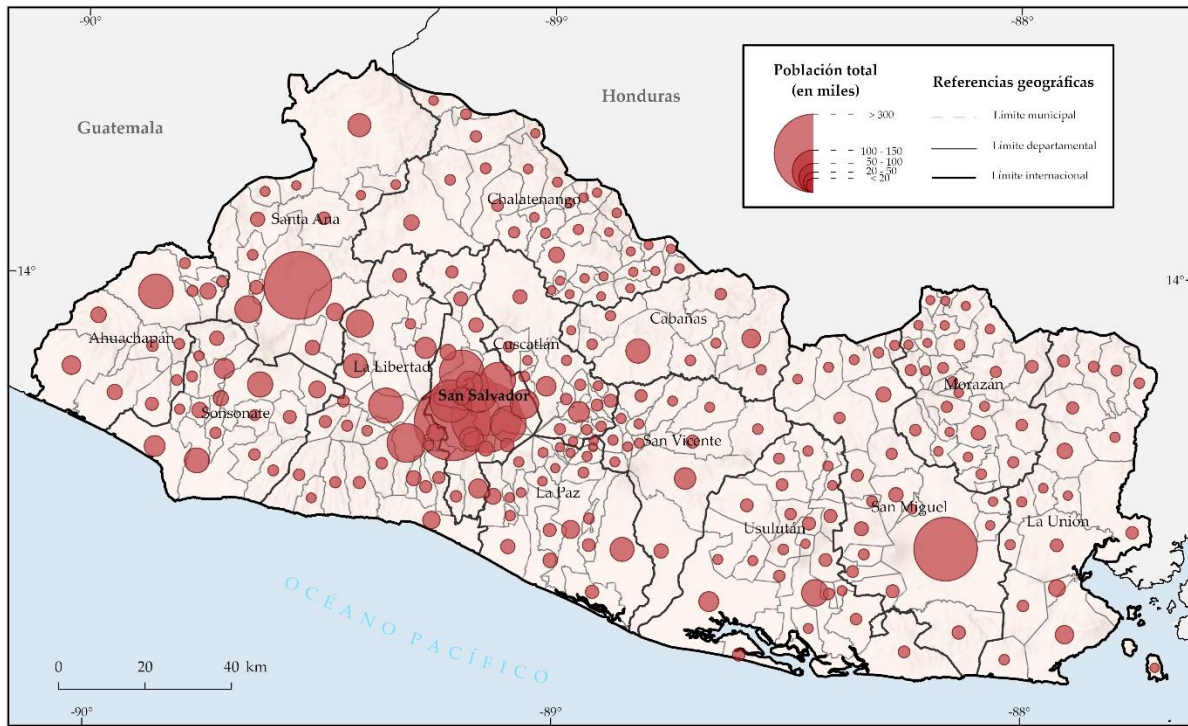 -90° -89° -88°
Guatemala
Honduras
Población total
(en miles)
> 300
100 - 150
50 - 100
20 - 50
< 20
Referencias geográficas
Límite municipal
Límite departamental
Límite internacional
14°
14°
Santa Ana
Chalatenango
Ahuachapán
La Libertad
Cuscatlán
Cabañas
San Salvador
Sonsonate
Morazán
San Vicente
La Paz
Usulután
San Miguel
La Unión
OCÉANO PACÍFICO
0 20 40 km
-90° -89° -88°